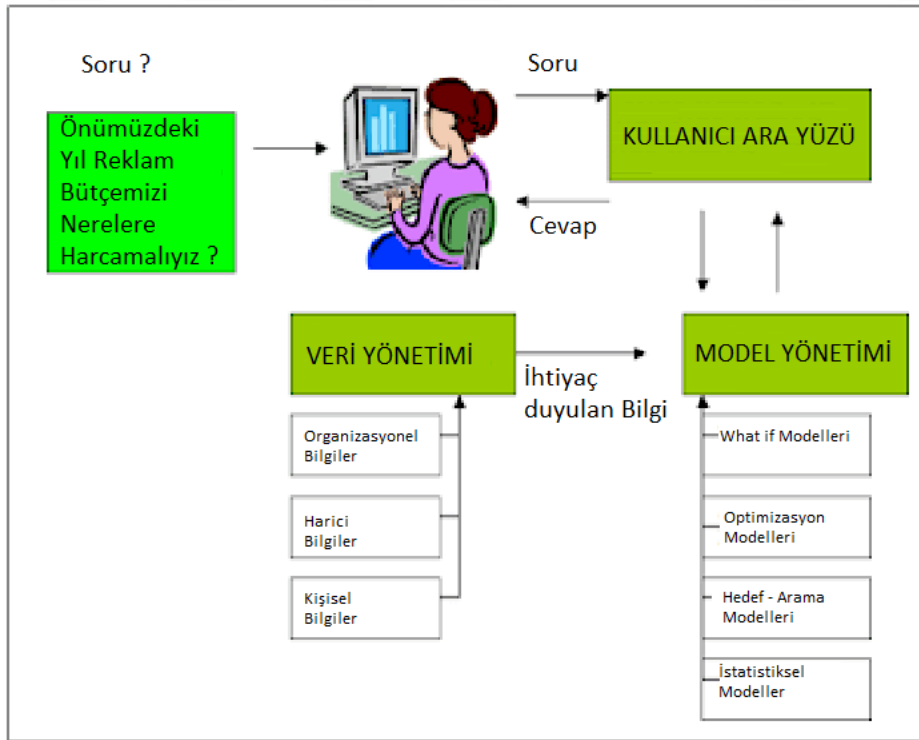 Soru ?
Önümüzdeki
Yıl Reklam
Bütçemizi
Nerelere
Harcamalıyız ?
Soru
Cevap
KULLANICI ARA YÜZÜ
VERİ YÖNETİMİ
İhtiyaç
duyulan Bilgi
MODEL YÖNETİMİ
Organizasyonel
Bilgiler
Harici
Bilgiler
Kişisel
Bilgiler
What if Modelleri
Optimizasyon
Modelleri
Hedef - Arama
Modelleri
İstatistiksel
Modeller